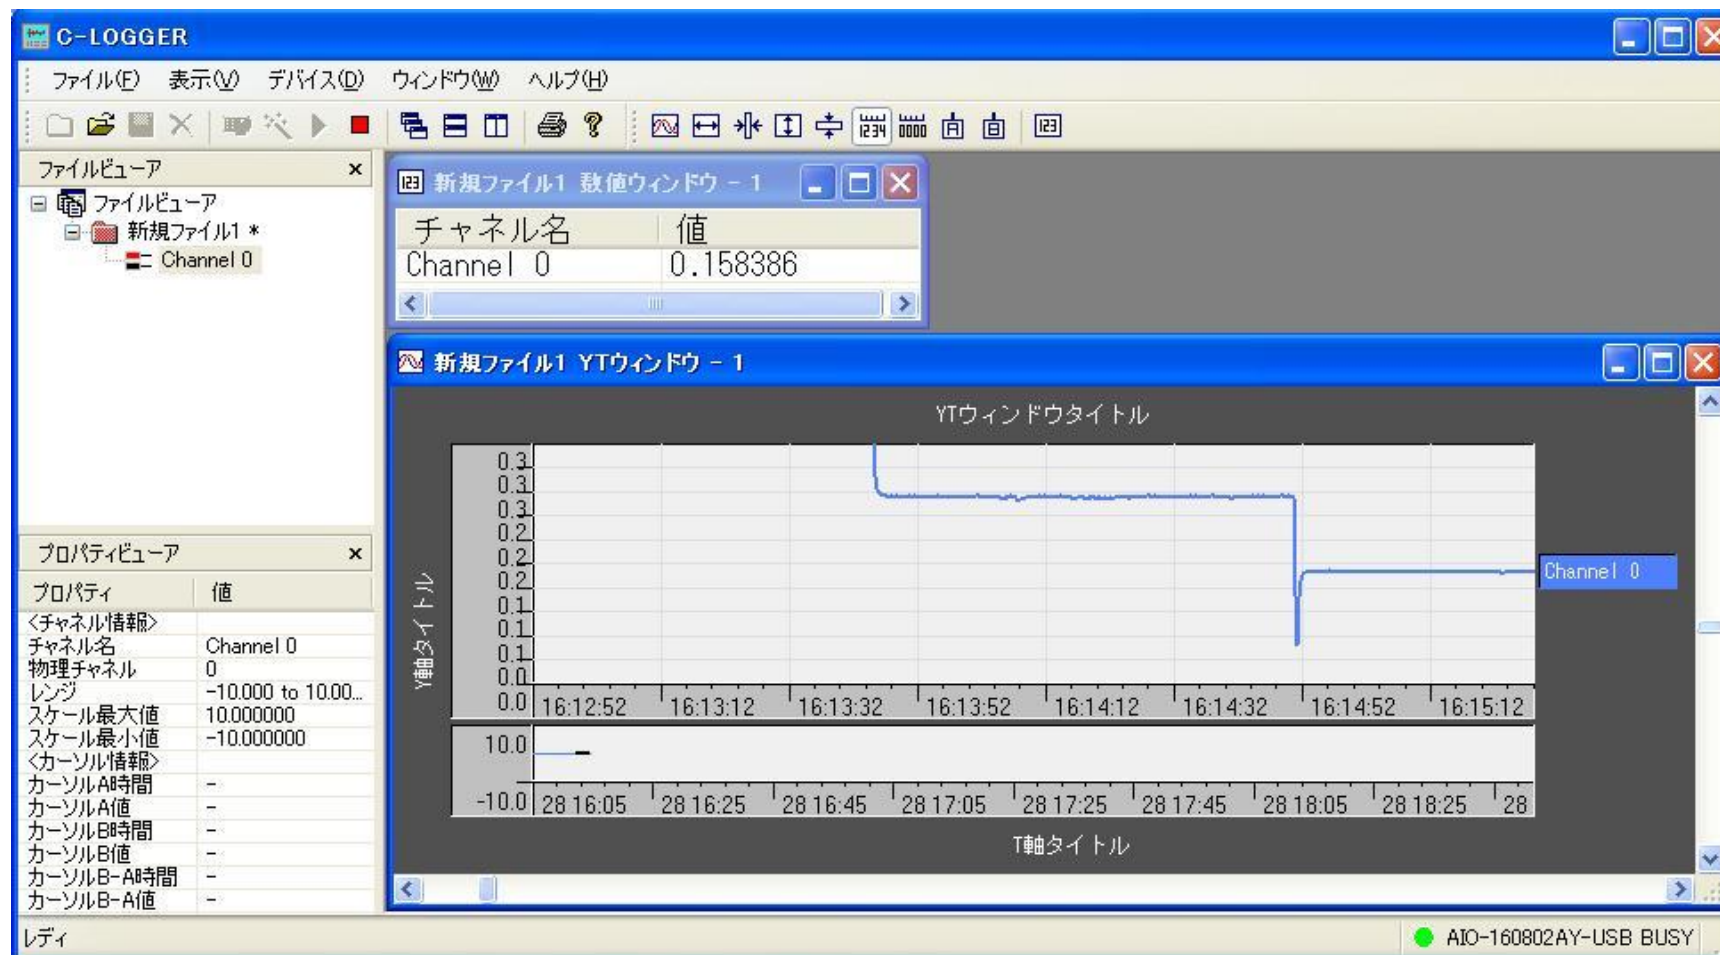 C-LOGGER
ファイル(F) 表示(V) デバイス(D) ウィンドウ(W) ヘルプ(H)
1234 0000 123
ファイルビューア
ファイルビューア
新規ファイル1 *
Channel 0
123 新規ファイル1 数値ウィンドウ - 1
チャネル名 値
Channel 0 0.158386
プロパティビューア
プロパティ 値
<チャネル情報>
チャネル名 Channel 0
物理チャネル 0
レンジ -10.000 to 10.00...
スケール最大値 10.000000
スケール最小値 -10.000000
<カーソル情報>
カーソルA時間 -
カーソルA値 -
カーソルB時間 -
カーソルB値 -
カーソルB-A時間 -
カーソルB-A値 -
新規ファイル1 YTウィンドウ - 1
YTウィンドウタイトル
Y軸タイトル
0.3
0.3
0.3
0.2
0.2
0.2
0.1
0.1
0.1
0.0
0.0
16:12:52 16:13:12 16:13:32 16:13:52 16:14:12 16:14:32 16:14:52 16:15:12
Channel 0
10.0
-10.0
28 16:05 28 16:25 28 16:45 28 17:05 28 17:25 28 17:45 28 18:05 28 18:25 28
T軸タイトル
レディ
AIO-160802AY-USB BUSY